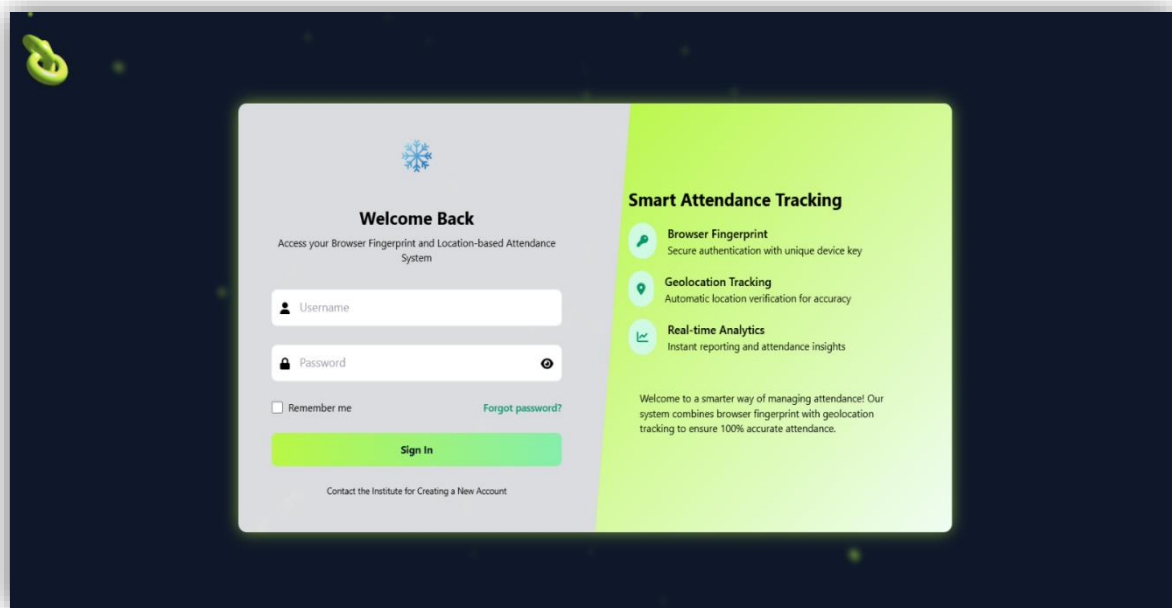 Welcome Back
Access your Browser Fingerprint and Location-based Attendance
System
Username
Password
Remember me
Forgot password?
Sign In
Contact the Institute for Creating a New Account
Smart Attendance Tracking
Browser Fingerprint
Secure authentication with unique device key
Geolocation Tracking
Automatic location verification for accuracy
Real-time Analytics
Instant reporting and attendance insights
Welcome to a smarter way of managing attendance! Our
system combines browser fingerprint with geolocation
tracking to ensure 100% accurate attendance.